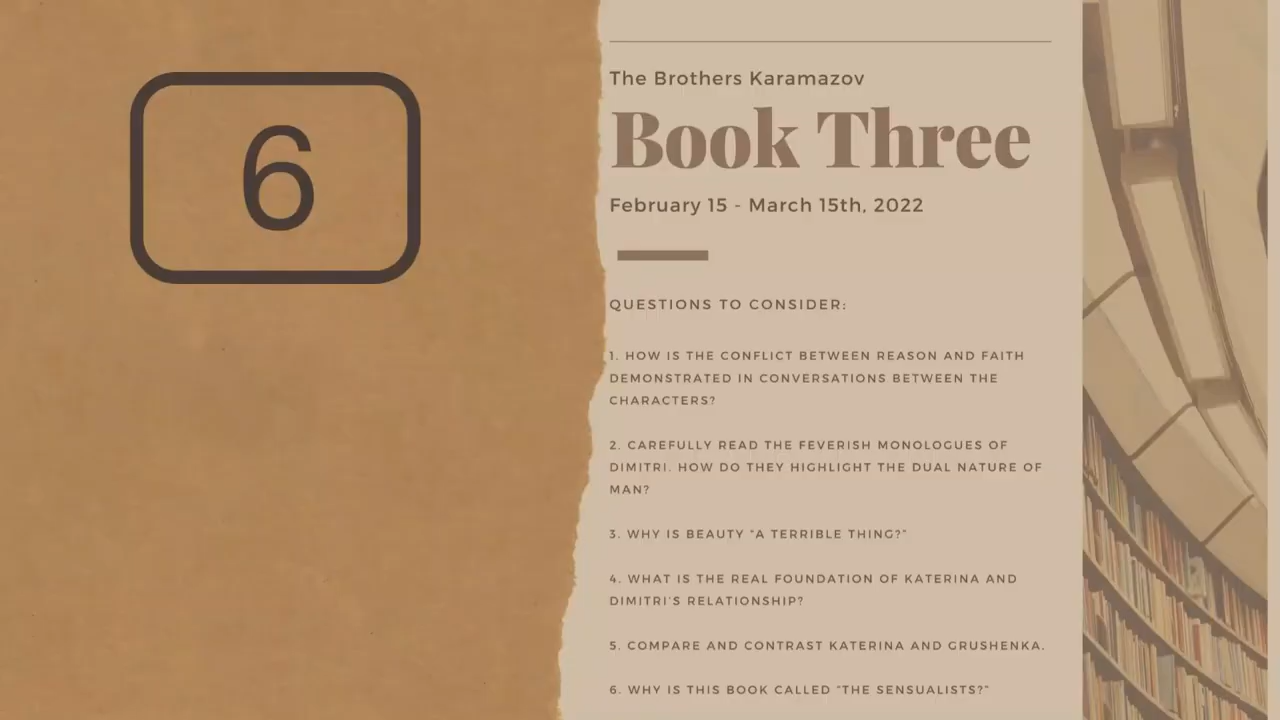 6
The Brothers Karamazov
Book Three
February 15 - March 15th, 2022
QUESTIONS TO CONSIDER:
1. HOW IS THE CONFLICT BETWEEN REASON AND FAITH
DEMONSTRATED IN CONVERSATIONS BETWEEN THE
CHARACTERS?
2. CAREFULLY READ THE FEVERISH MONOLOGUES OF
DIMITRI. HOW DO THEY HIGHLIGHT THE DUAL NATURE OF
MAN?
3. WHY IS BEAUTY "A TERRIBLE THING?"
4. WHAT IS THE REAL FOUNDATION OF KATERINA AND
DIMITRI'S RELATIONSHIP?
5. COMPARE AND CONTRAST KATERINA AND GRUSHENKA.
6. WHY IS THIS BOOK CALLED "THE SENSUALISTS?"